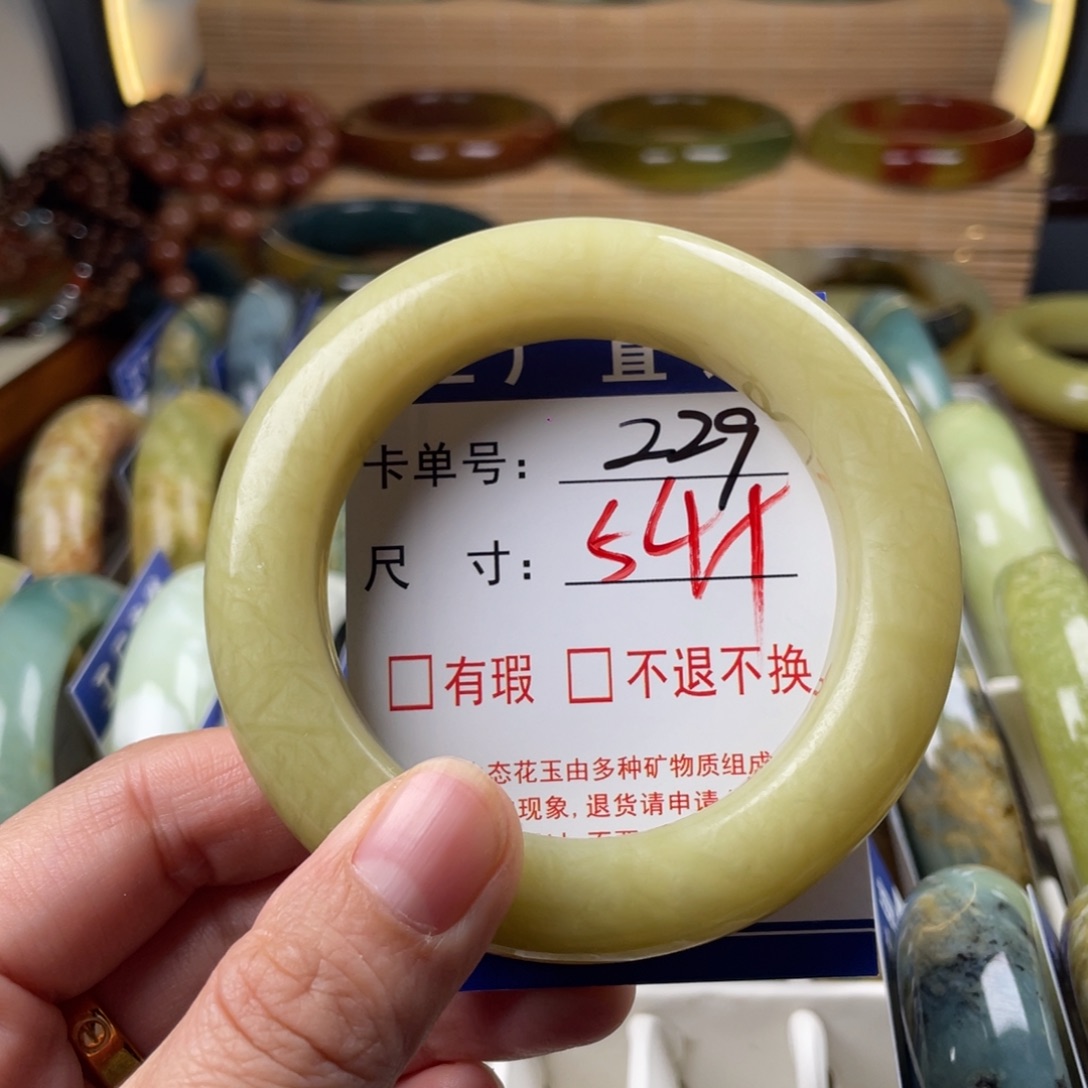 卡单号: 229
尺 寸: 54
□有瑕 □不退不换
态花玉由多种矿物质组成
现象,退货请申请